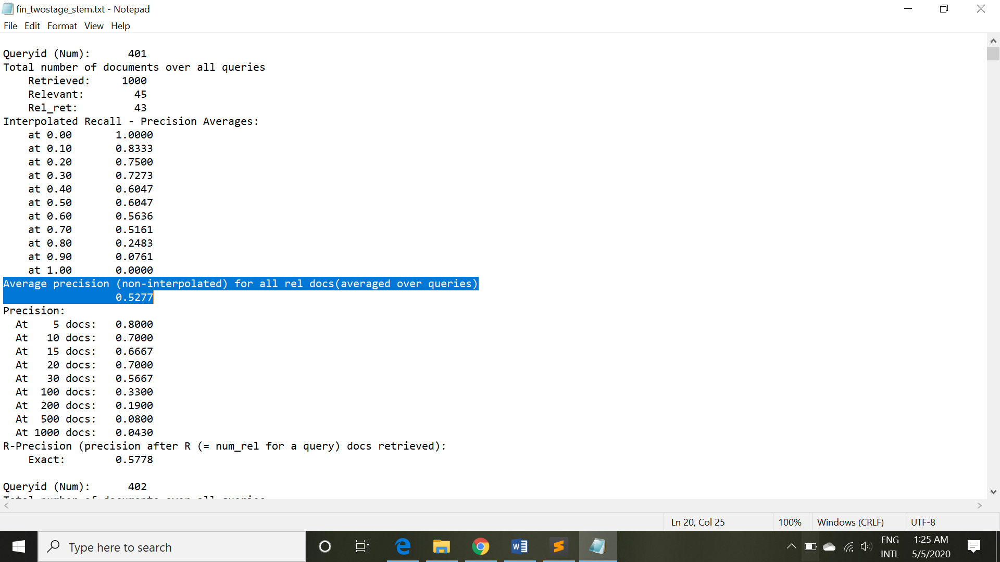 fin_twostage_stem.txt - Notepad
File Edit Format View Help
Queryid (Num): 401
Total number of documents over all queries
Retrieved: 1000
Relevant: 45
Rel_ret: 43
Interpolated Recall - Precision Averages:
at 0.00 1.0000
at 0.10 0.8333
at 0.20 0.7500
at 0.30 0.7273
at 0.40 0.6047
at 0.50 0.6047
at 0.60 0.5636
at 0.70 0.5161
at 0.80 0.2483
at 0.90 0.0761
at 1.00 0.0000
Average precision (non-interpolated) for all rel docs(averaged over queries)
0.5277
Precision:
At 5 docs: 0.8000
At 10 docs: 0.7000
At 15 docs: 0.6667
At 20 docs: 0.7000
At 30 docs: 0.5667
At 100 docs: 0.3300
At 200 docs: 0.1900
At 500 docs: 0.0800
At 1000 docs: 0.0430
R-Precision (precision after R (= num_rel for a query) docs retrieved):
Exact: 0.5778
Queryid (Num): 402
Total number of documents over all queries
Ln 20, Col 25 100% Windows (CRLF) UTF-8
Type here to search
ENG 1:25 AM
INTL 5/5/2020